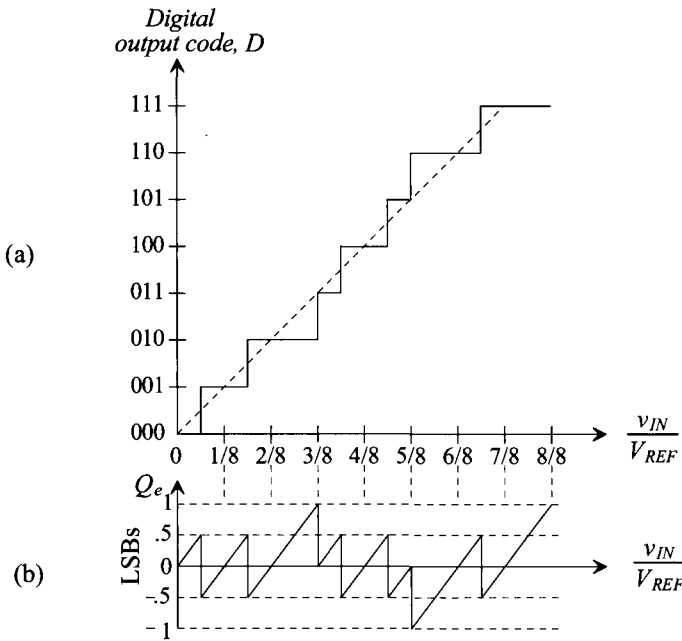 Digital
output code, D
111
110
101
100
(a)
011
010
001
000
0 1/8 2/8 3/8 4/8 5/8 6/8 7/8 8/8
v_IN
V_REF
Q_e
LSBs
1
.5
0
-.5
-1
(b)
v_IN
V_REF